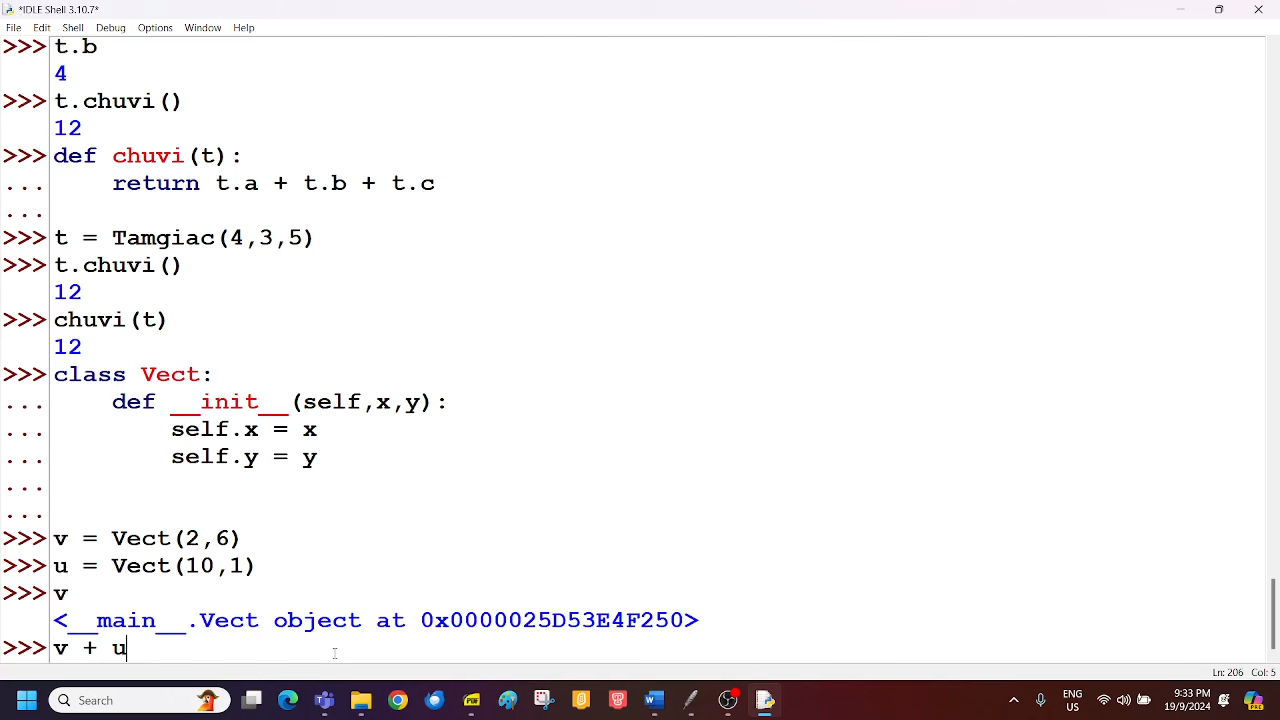 *IDLE Shell 3.10.7*
File Edit Shell Debug Options Window Help
>>> t.b
4
>>> t.chuvi()
12
>>> def chuvi(t):
...     return t.a + t.b + t.c
...
>>> t = Tamgiac(4,3,5)
>>> t.chuvi()
12
>>> chuvi(t)
12
>>> class Vect:
...     def __init__(self,x,y):
...         self.x = x
...         self.y = y
...
...
>>> v = Vect(2,6)
>>> u = Vect(10,1)
>>> v
<__main__.Vect object at 0x0000025D53E4F250>
>>> v + u
Ln: 206 Col: 5
Search
ENG
US
9:33 PM
19/9/2024